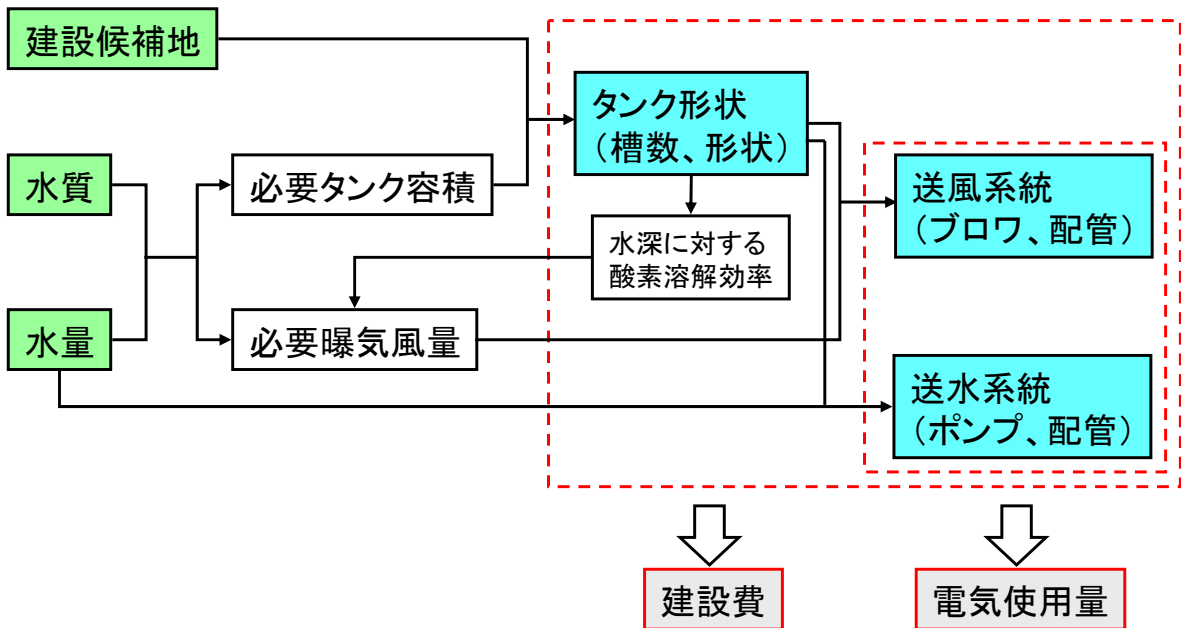 建設候補地
タンク形状
（槽数、形状）
水質
必要タンク容積
送風系統
（ブロワ、配管）
水深に対する
酸素溶解効率
水量
必要曝気風量
送水系統
（ポンプ、配管）
建設費
電気使用量